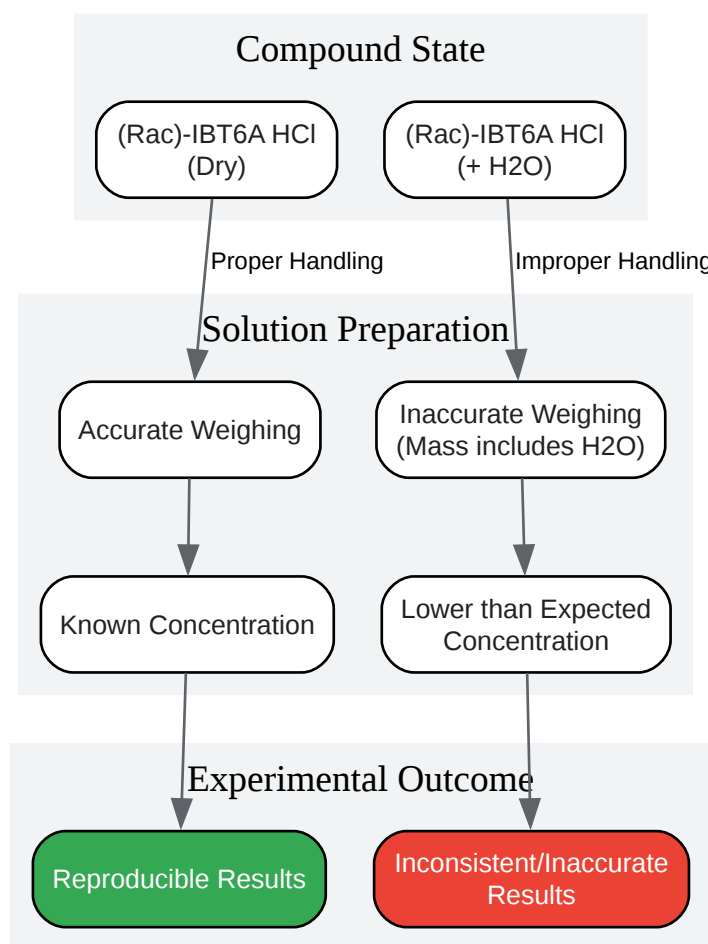 Compound State
(Rac)-IBT6A HCl
(Dry)
(Rac)-IBT6A HCl
(+ H2O)
Proper Handling
Improper Handling
Solution Preparation
Accurate Weighing
Inaccurate Weighing
(Mass includes H2O)
Known Concentration
Lower than Expected
Concentration
Experimental Outcome
Reproducible Results
Inconsistent/Inaccurate
Results